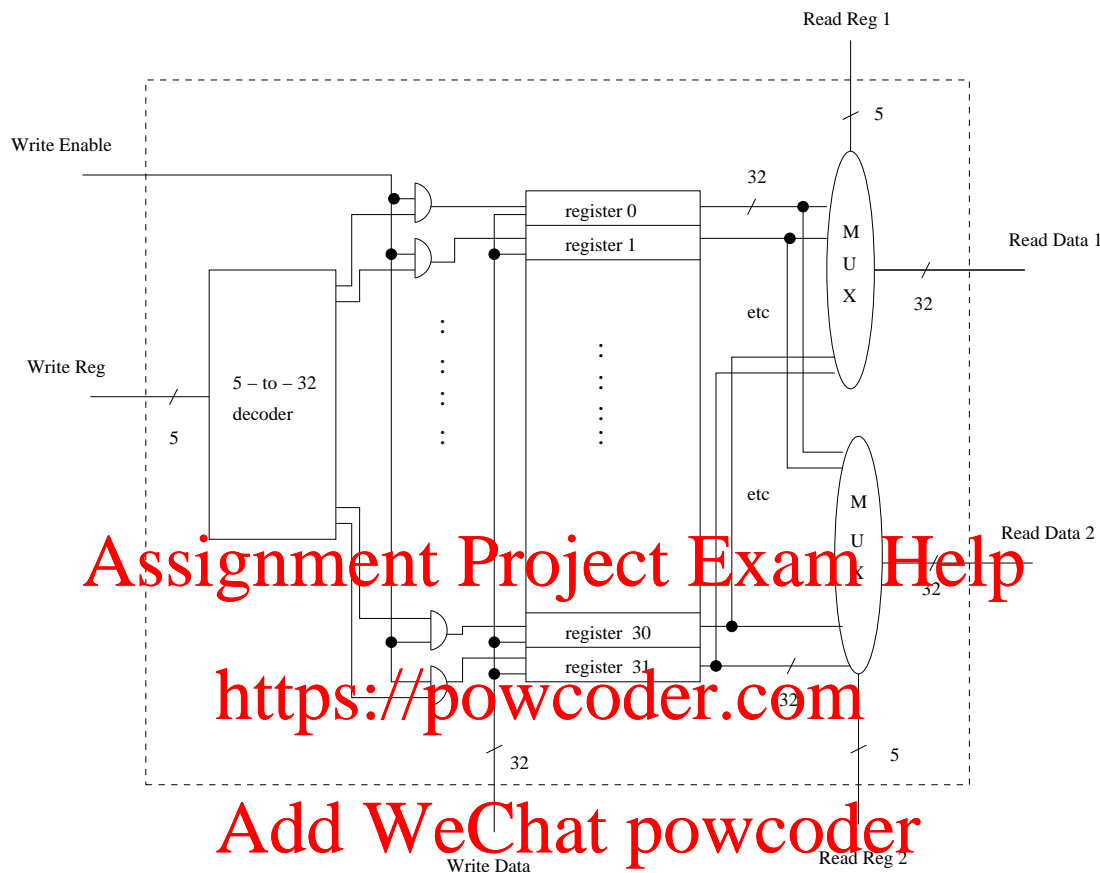 Read Reg 1
5
Write Enable
32
register 0
register 1
M
U
X
Read Data 1
32
etc
Write Reg
5
5 – to – 32
decoder
etc
M
U
X
Read Data 2
32
Assignment Project Exam Help
register 30
register 31
32
https://powcoder.com
32
5
Add WeChat powcoder
Write Data
Read Reg 2